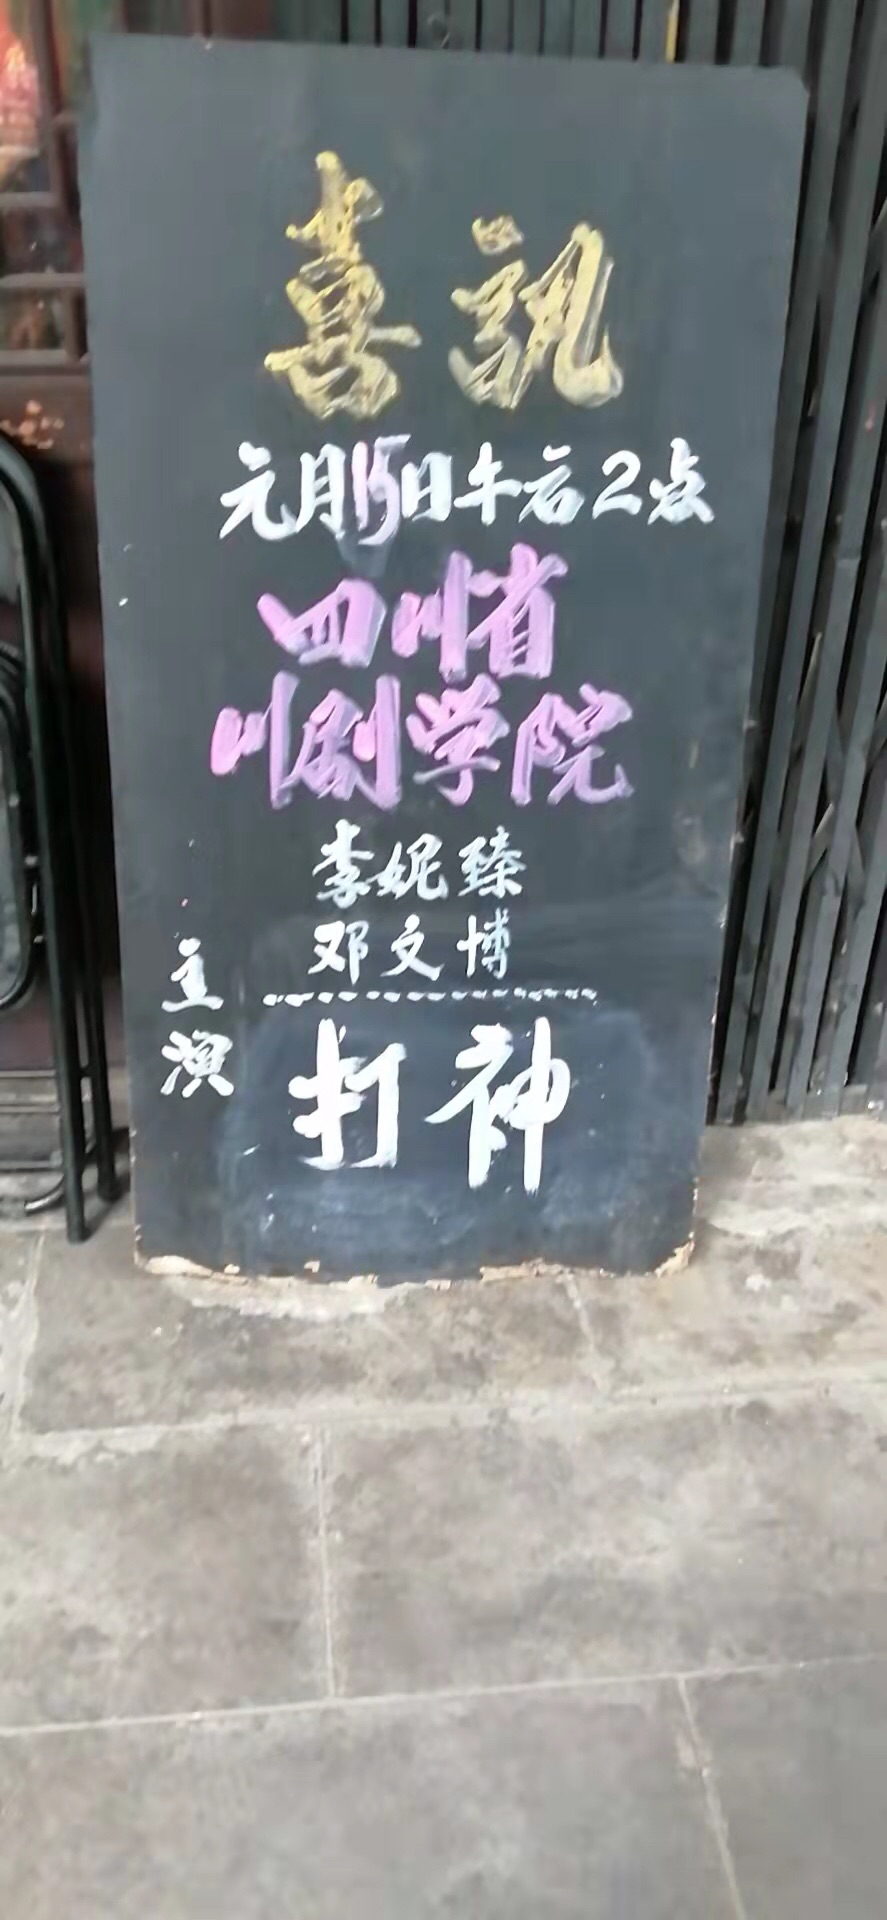 喜訊
元月15日午后2点
四川省
川剧学院
李妮臻
邓文博
主演
打神